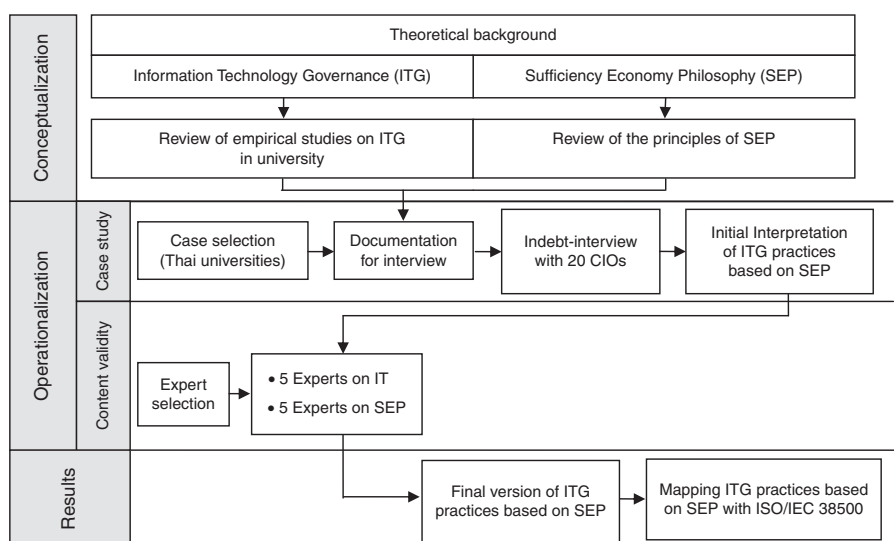 Conceptualization
Theoretical background
Information Technology Governance (ITG)
Sufficiency Economy Philosophy (SEP)
Review of empirical studies on ITG
in university
Review of the principles of SEP
Operationalization
Case study
Case selection
(Thai universities)
Documentation
for interview
Indebt-interview
with 20 CIOs
Initial Interpretation
of ITG practices
based on SEP
Content validity
Expert
selection
• 5 Experts on IT
• 5 Experts on SEP
Results
Final version of ITG
practices based on SEP
Mapping ITG practices based
on SEP with ISO/IEC 38500